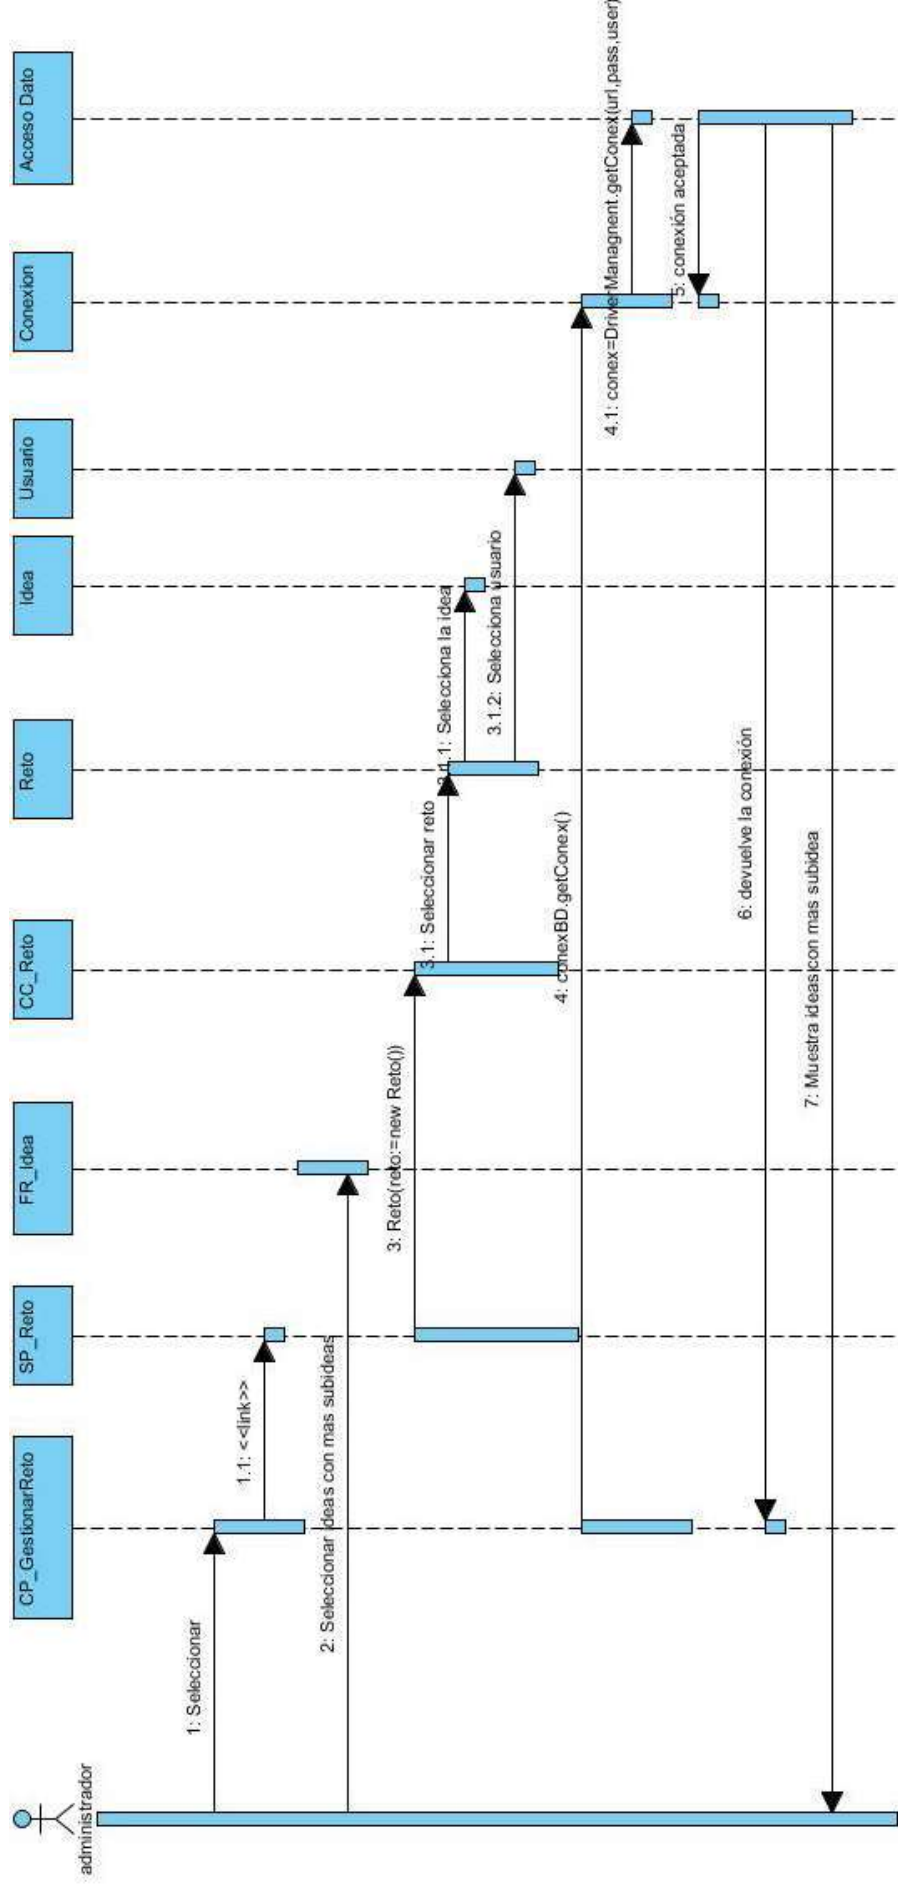 administrador
CP_GestionarReto
SP_Reto
FR_Idea
CC_Reto
Reto
Idea
Usuario
Conexion
Acceso Dato
1: Seleccionar
1.1: <<link>>
2: Seleccionar ideas con mas subideas
3: Reto(reto:=new Reto())
3.1: Seleccionar reto
3.1.1: Selecciona la idea
3.1.2: Selecciona usuario
4: conexBD.getConex()
4.1: conex=DriverManagnent.getConex(url,pass,user)
5: conexión aceptada
6: devuelve la conexión
7: Muestra ideas con mas subidea